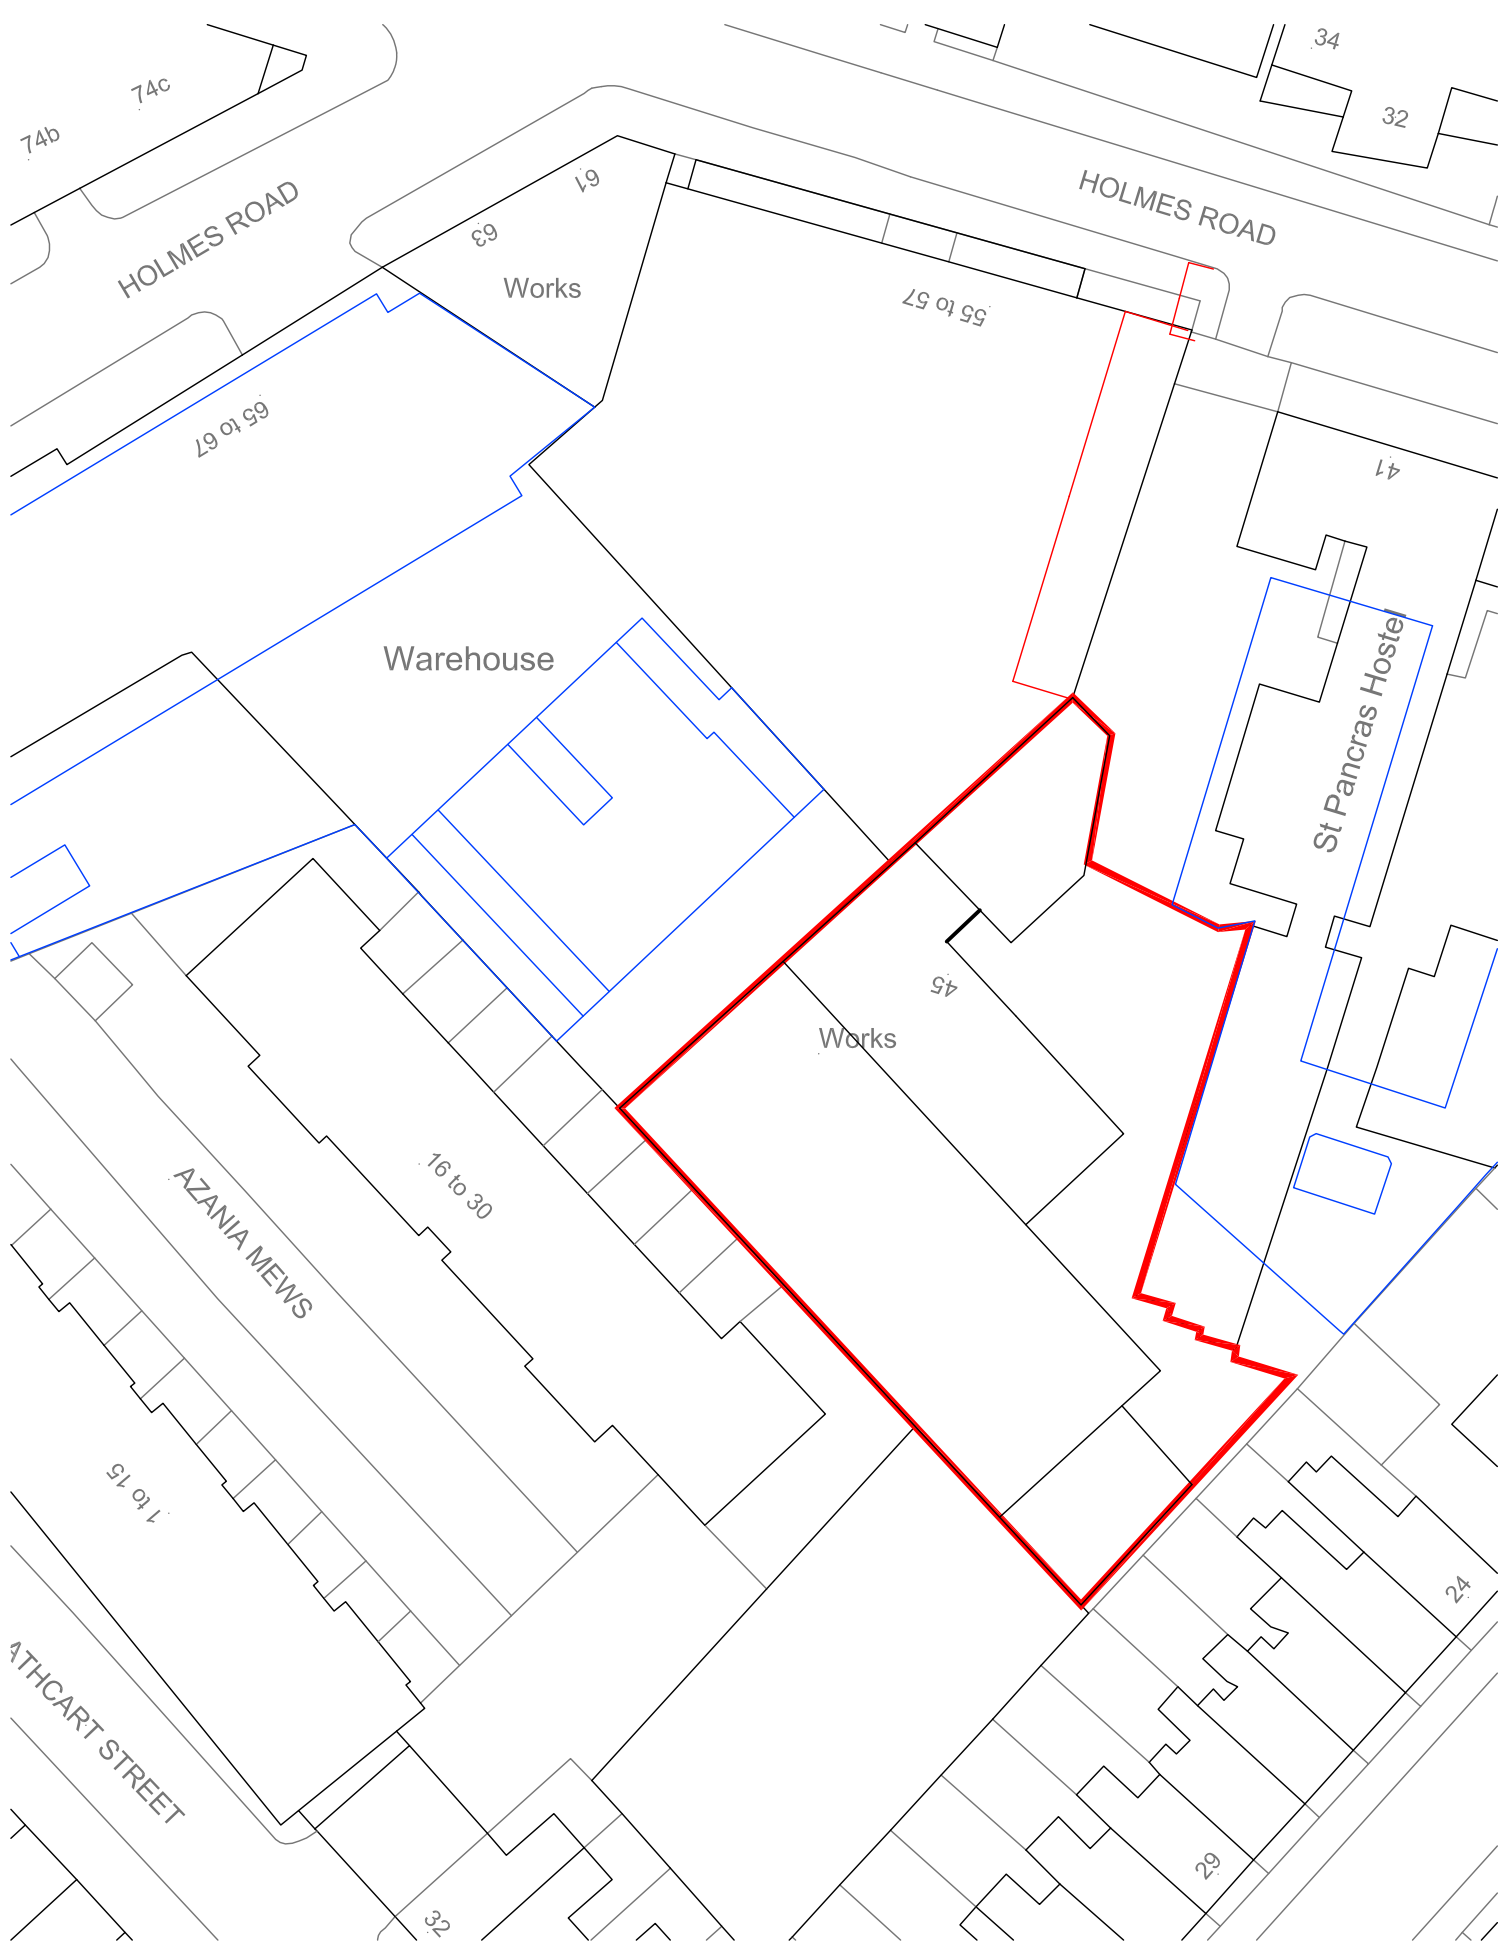 34
74c
32
74b
HOLMES ROAD
61
HOLMES ROAD
63
Works
55 to 57
65 to 67
41
Warehouse
St Pancras Hostel
45
Works
16 to 30
AZANIA MEWS
1 to 15
24
ATHCART STREET
29
32